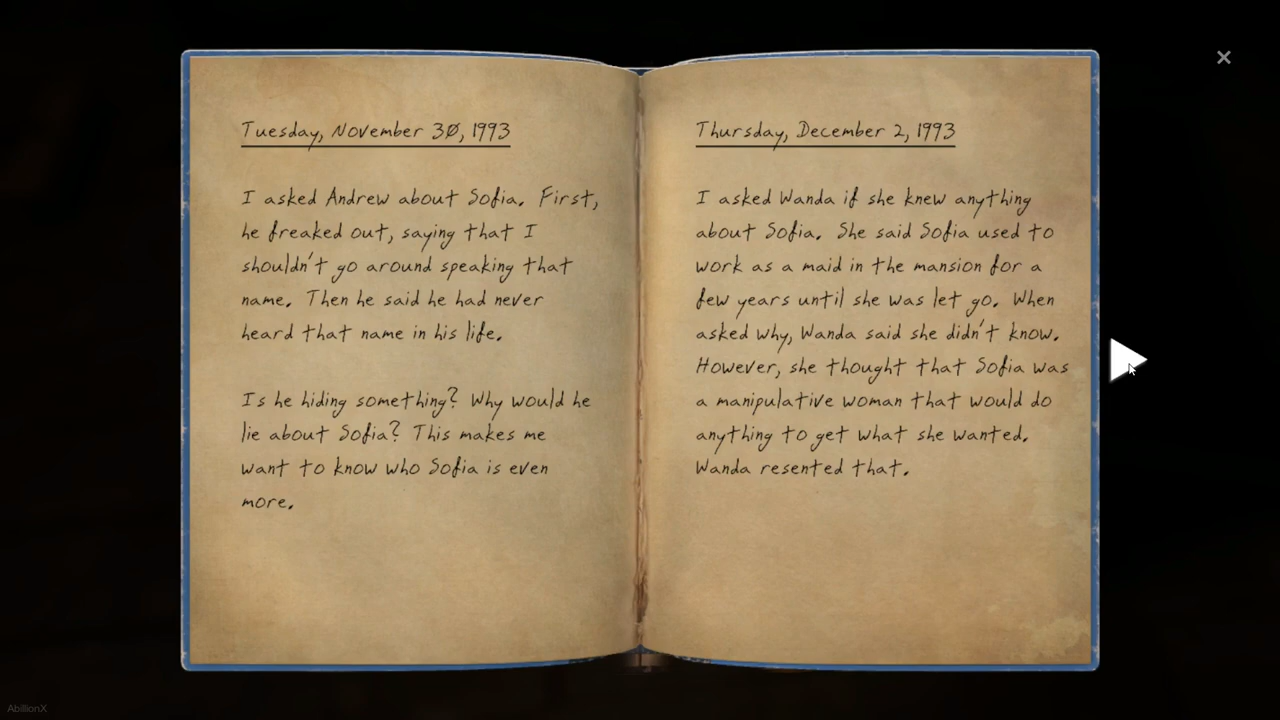 Tuesday, November 30, 1993
I asked Andrew about Sofia. First,
he freaked out, saying that I
shouldn't go around speaking that
name. Then he said he had never
heard that name in his life.
Is he hiding something? Why would he
lie about Sofia? This makes me
want to know who Sofia is even
more.
Thursday, December 2, 1993
I asked Wanda if she knew anything
about Sofia. She said Sofia used to
work as a maid in the mansion for a
few years until she was let go. When
asked why, Wanda said she didn't know.
However, she thought that Sofia was
a manipulative woman that would do
anything to get what she wanted.
Wanda resented that.
AbillionX